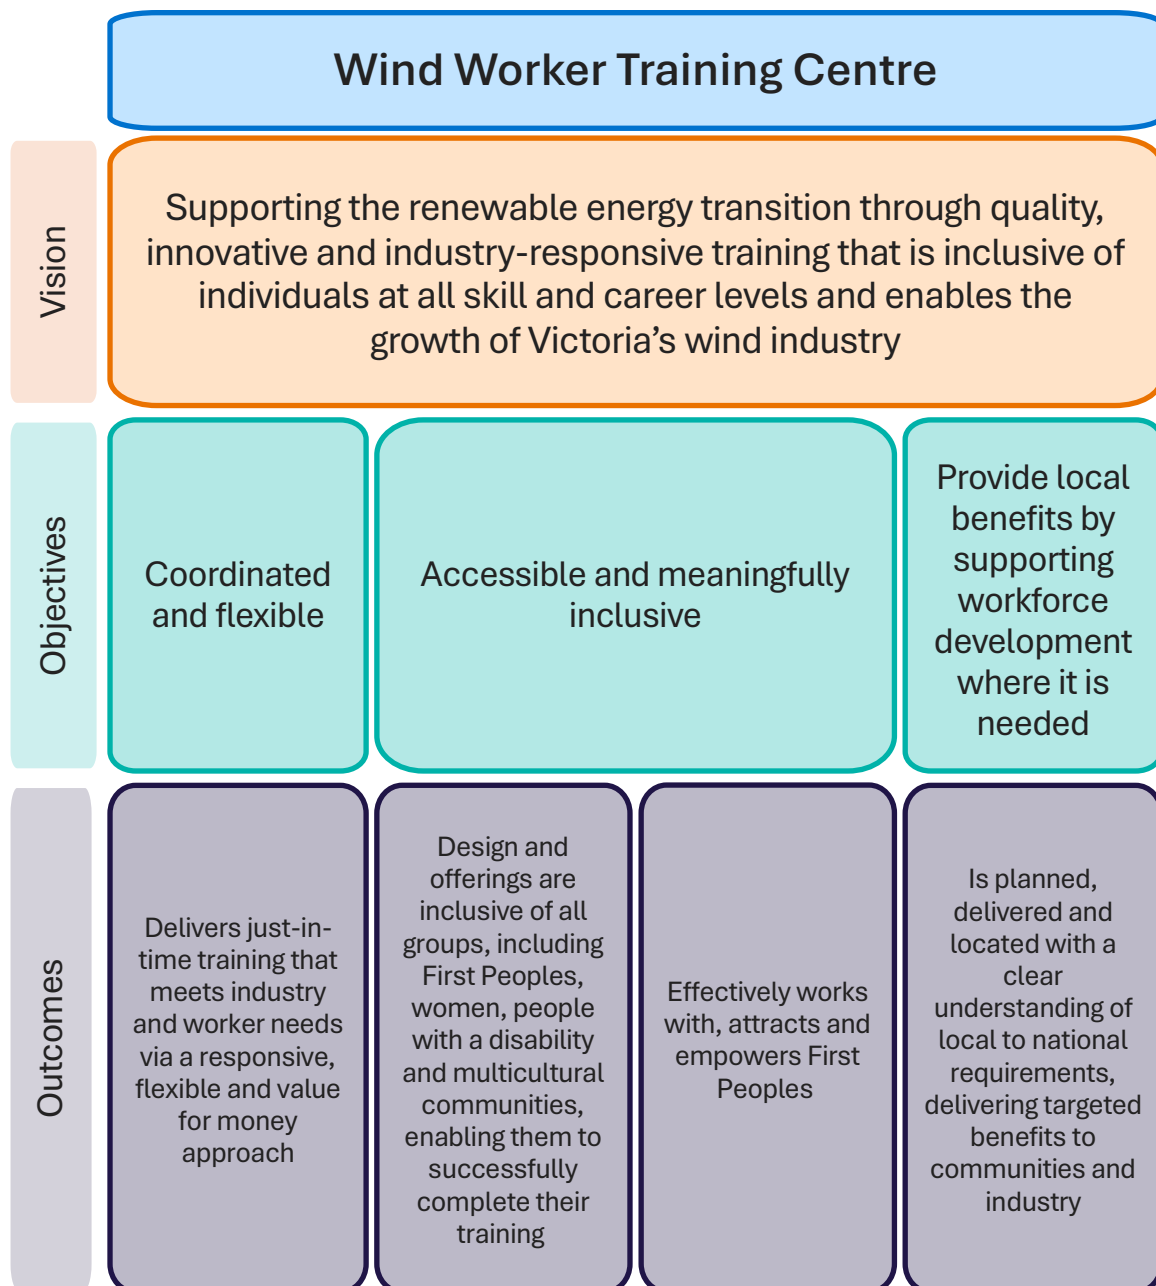 Wind Worker Training Centre
Vision
Supporting the renewable energy transition through quality,
innovative and industry-responsive training that is inclusive of
individuals at all skill and career levels and enables the
growth of Victoria’s wind industry
Objectives
Coordinated
and flexible
Accessible and meaningfully
inclusive
Provide local
benefits by
supporting
workforce
development
where it is
needed
Outcomes
Delivers just-in-
time training that
meets industry
and worker needs
via a responsive,
flexible and value
for money
approach
Design and
offerings are
inclusive of all
groups, including
First Peoples,
women, people
with a disability
and multicultural
communities,
enabling them to
successfully
complete their
training
Effectively works
with, attracts and
empowers First
Peoples
Is planned,
delivered and
located with a
clear
understanding of
local to national
requirements,
delivering targeted
benefits to
communities and
industry